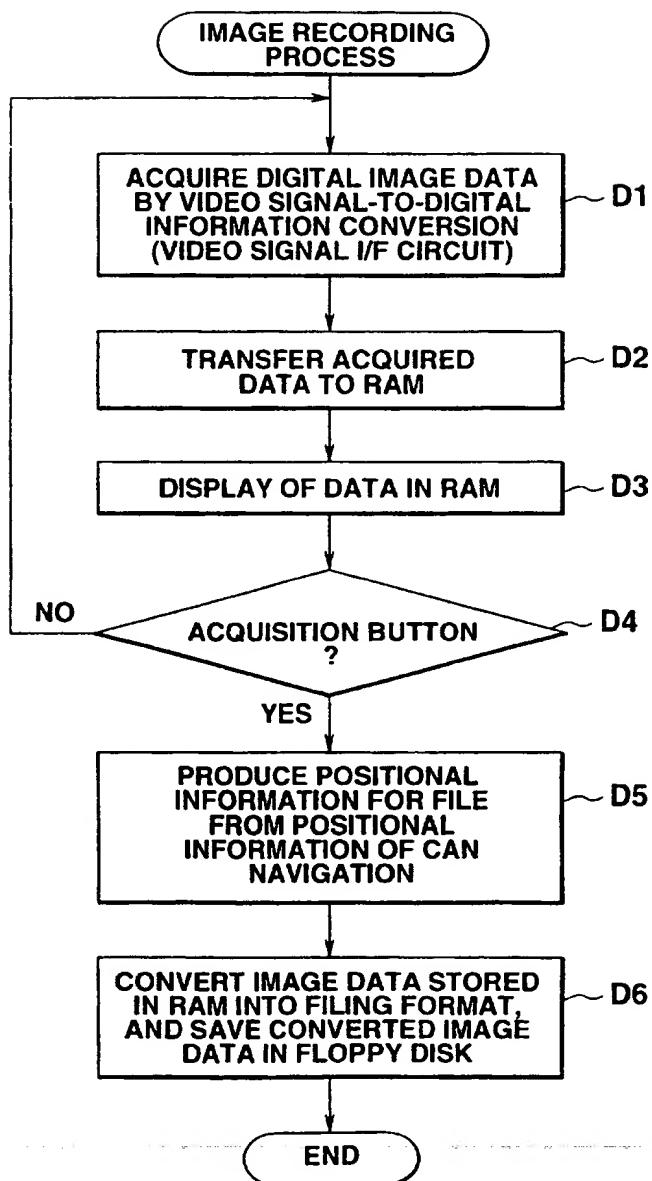 IMAGE RECORDING
PROCESS
ACQUIRE DIGITAL IMAGE DATA
BY VIDEO SIGNAL-TO-DIGITAL
INFORMATION CONVERSION
(VIDEO SIGNAL I/F CIRCUIT)
D1
TRANSFER ACQUIRED
DATA TO RAM
D2
DISPLAY OF DATA IN RAM
D3
NO
ACQUISITION BUTTON
?
D4
YES
PRODUCE POSITIONAL
INFORMATION FOR FILE
FROM POSITIONAL
INFORMATION OF CAN
NAVIGATION
D5
CONVERT IMAGE DATA STORED
IN RAM INTO FILING FORMAT,
AND SAVE CONVERTED IMAGE
DATA IN FLOPPY DISK
D6
END